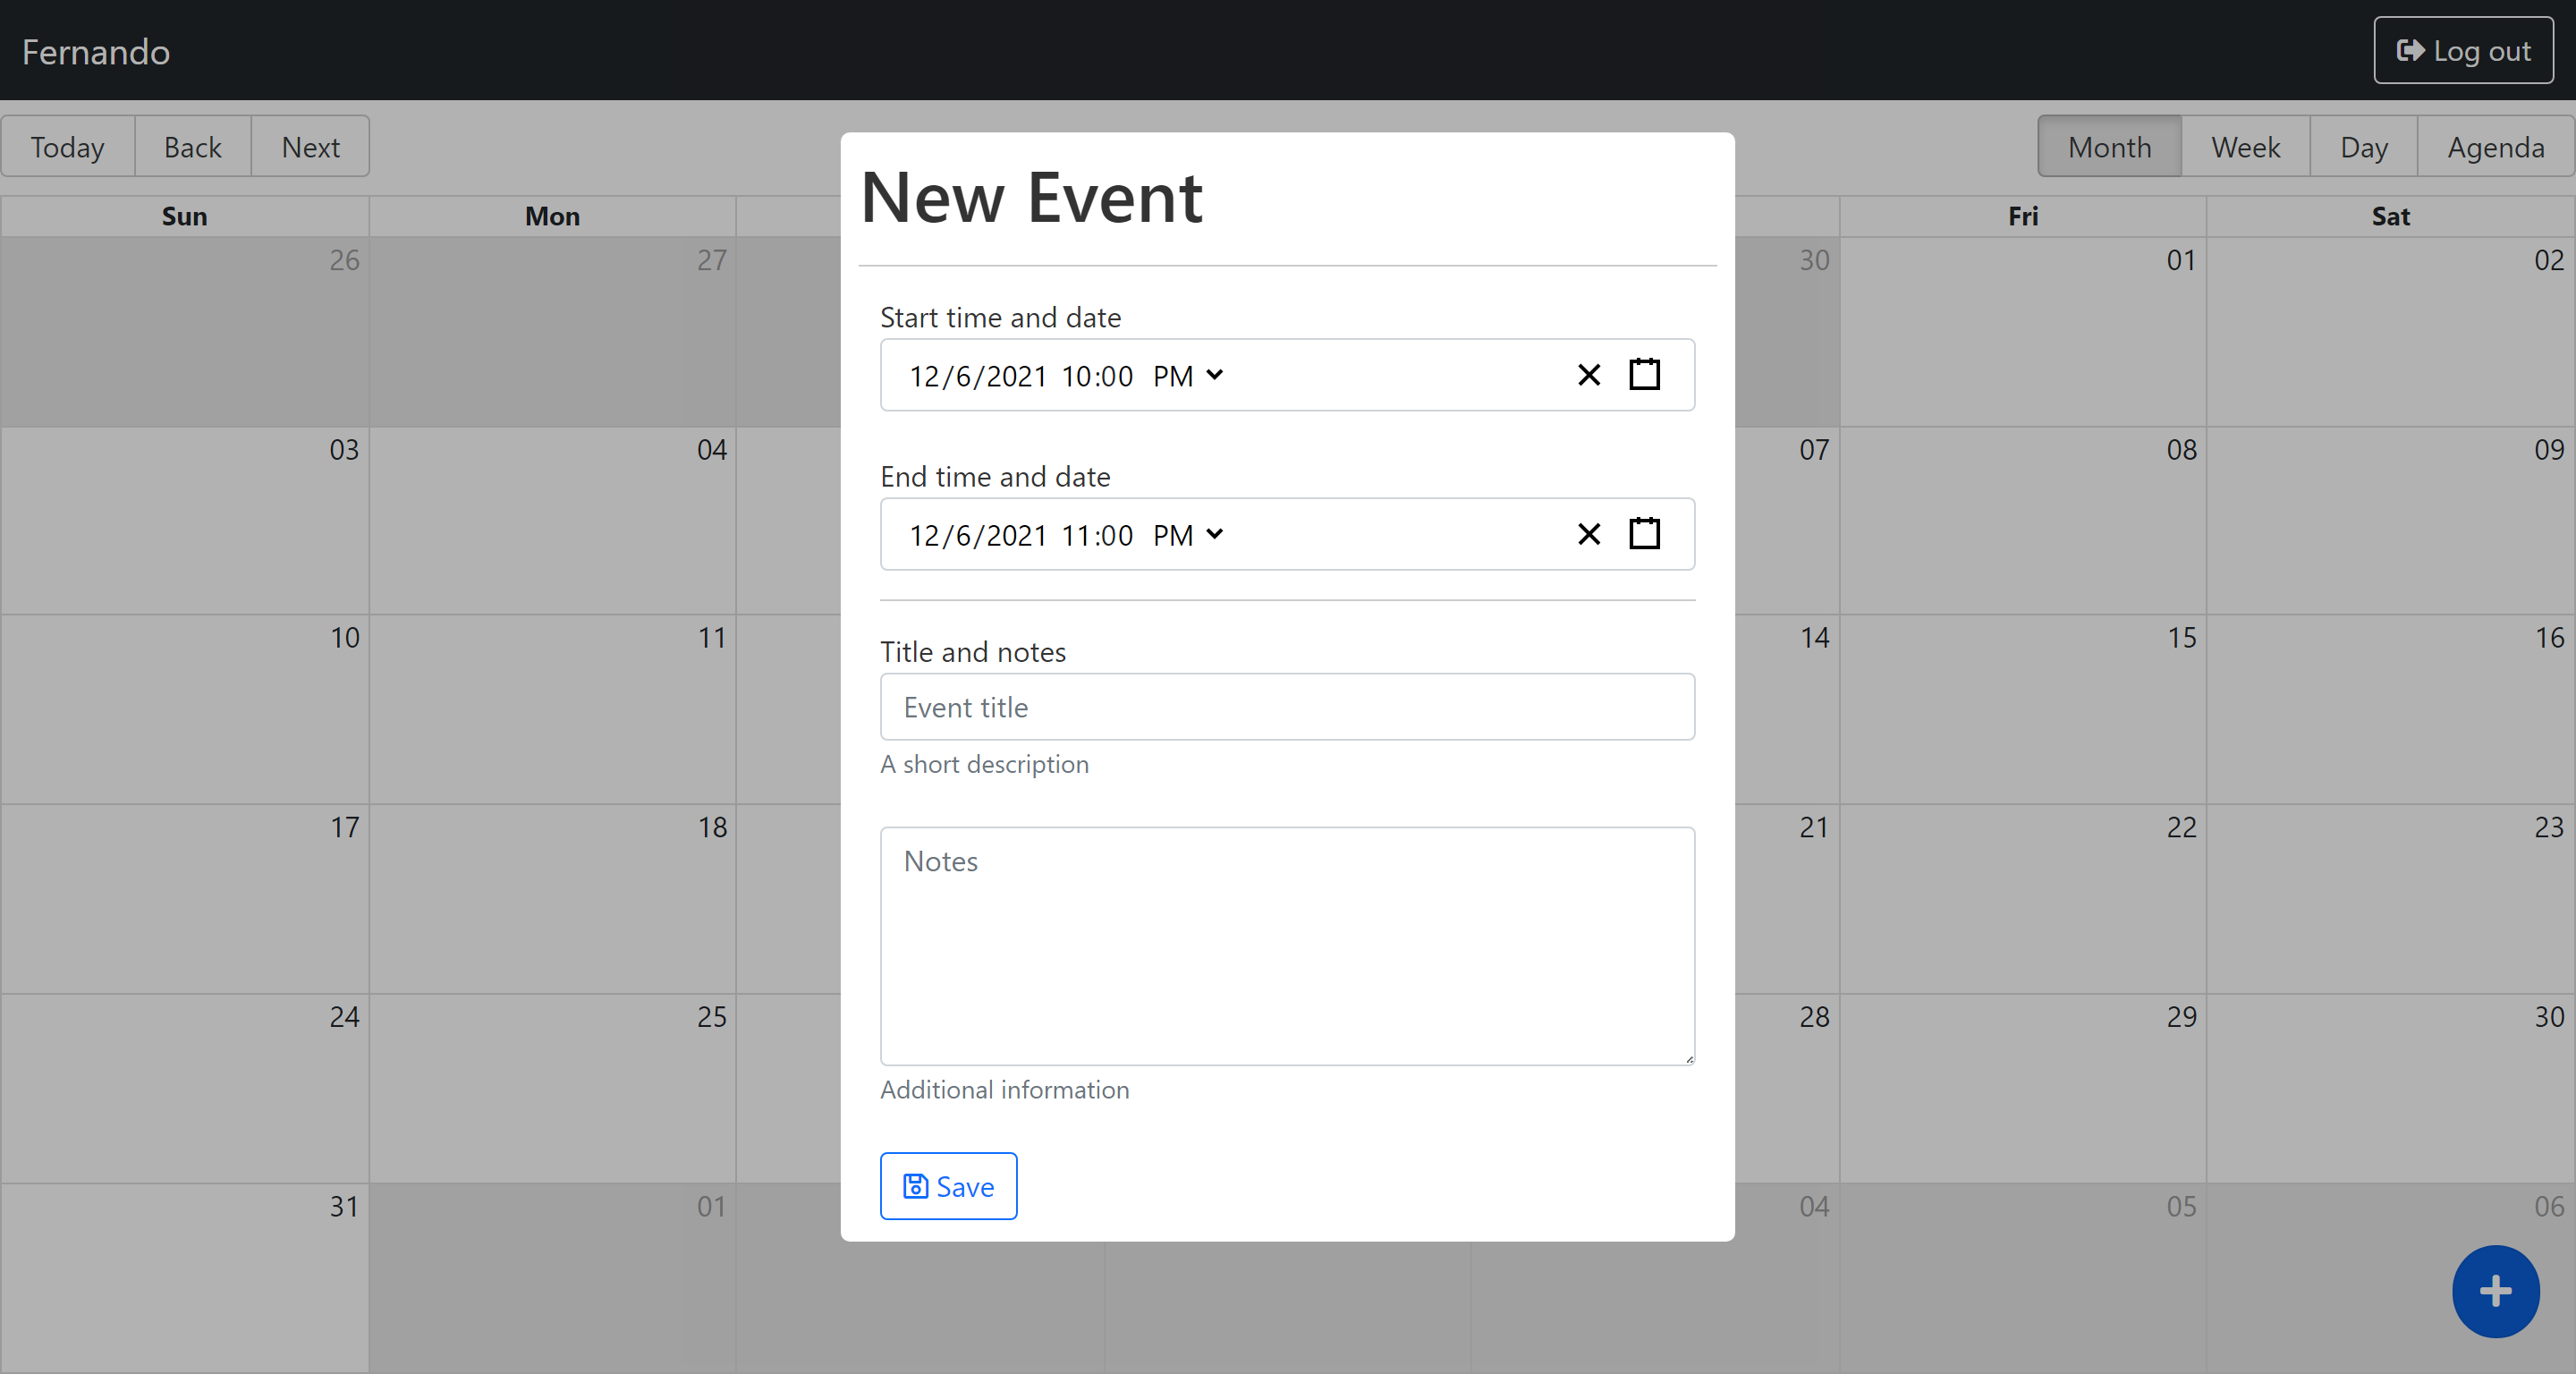 Fernando
Log out
Today Back Next
Month Week Day Agenda
Sun Mon Fri Sat
26 27 30 01 02
03 04 07 08 09
10 11 14 15 16
17 18 21 22 23
24 25 28 29 30
31 01 04 05 06
New Event
Start time and date
12/6/2021 10:00 PM
End time and date
12/6/2021 11:00 PM
Title and notes
Event title
A short description
Notes
Additional information
Save